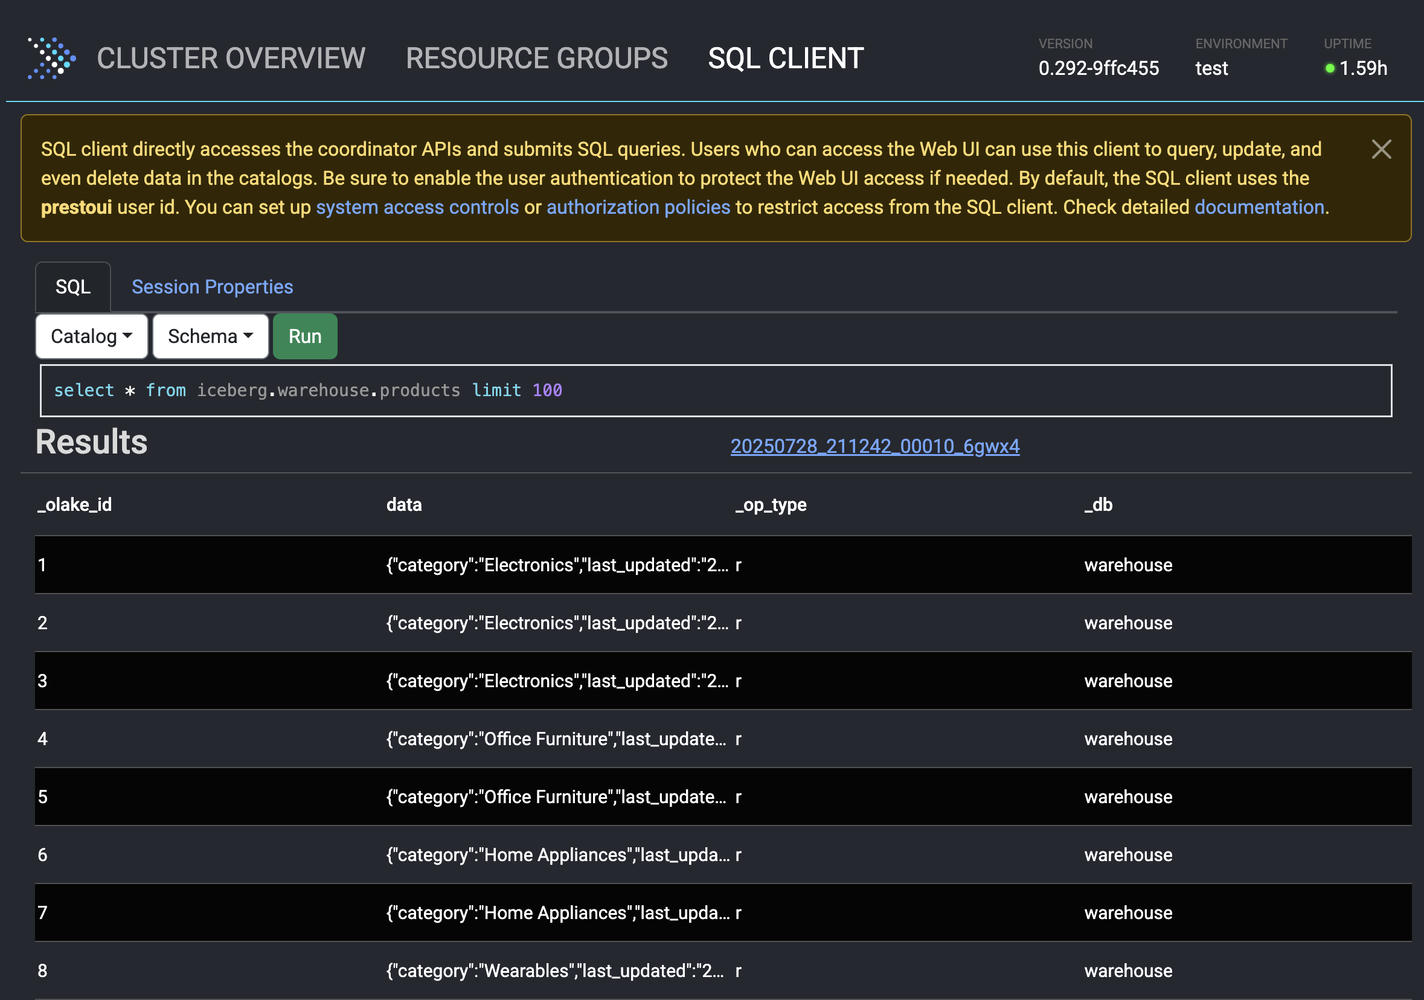 CLUSTER OVERVIEW RESOURCE GROUPS SQL CLIENT
VERSION ENVIRONMENT UPTIME
0.292-9ffc455 test 1.59h
SQL client directly accesses the coordinator APIs and submits SQL queries. Users who can access the Web UI can use this client to query, update, and
even delete data in the catalogs. Be sure to enable the user authentication to protect the Web UI access if needed. By default, the SQL client uses the
prestoui user id. You can set up system access controls or authorization policies to restrict access from the SQL client. Check detailed documentation.
SQL Session Properties
Catalog Schema Run
select * from iceberg.warehouse.products limit 100
Results 20250728_211242_00010_6gwx4
_olake_id data _op_type _db
1 {"category":"Electronics","last_updated":"2... r warehouse
2 {"category":"Electronics","last_updated":"2... r warehouse
3 {"category":"Electronics","last_updated":"2... r warehouse
4 {"category":"Office Furniture","last_update... r warehouse
5 {"category":"Office Furniture","last_update... r warehouse
6 {"category":"Home Appliances","last_upda... r warehouse
7 {"category":"Home Appliances","last_upda... r warehouse
8 {"category":"Wearables","last_updated":"2... r warehouse